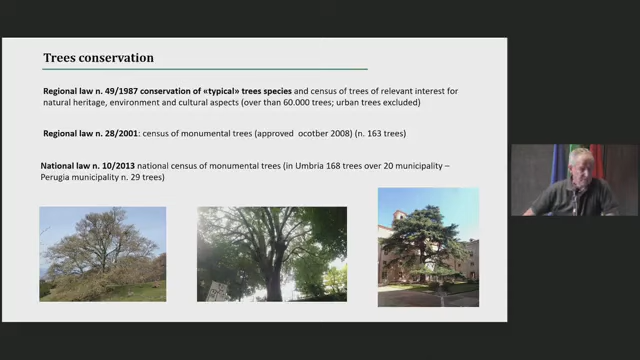 Trees conservation
Regional law n. 49/1987 conservation of «typical» trees species and census of trees of relevant interest for
natural heritage, environment and cultural aspects (over 60.000 trees; urban trees excluded)
Regional law n. 28/2001: census of monumental trees (approved ocotber 2008) (n. 163 trees)
National law n. 10/2013 national census of monumental trees (in Umbria 168 trees over 20 municipality –
Perugia municipality n. 29 trees)